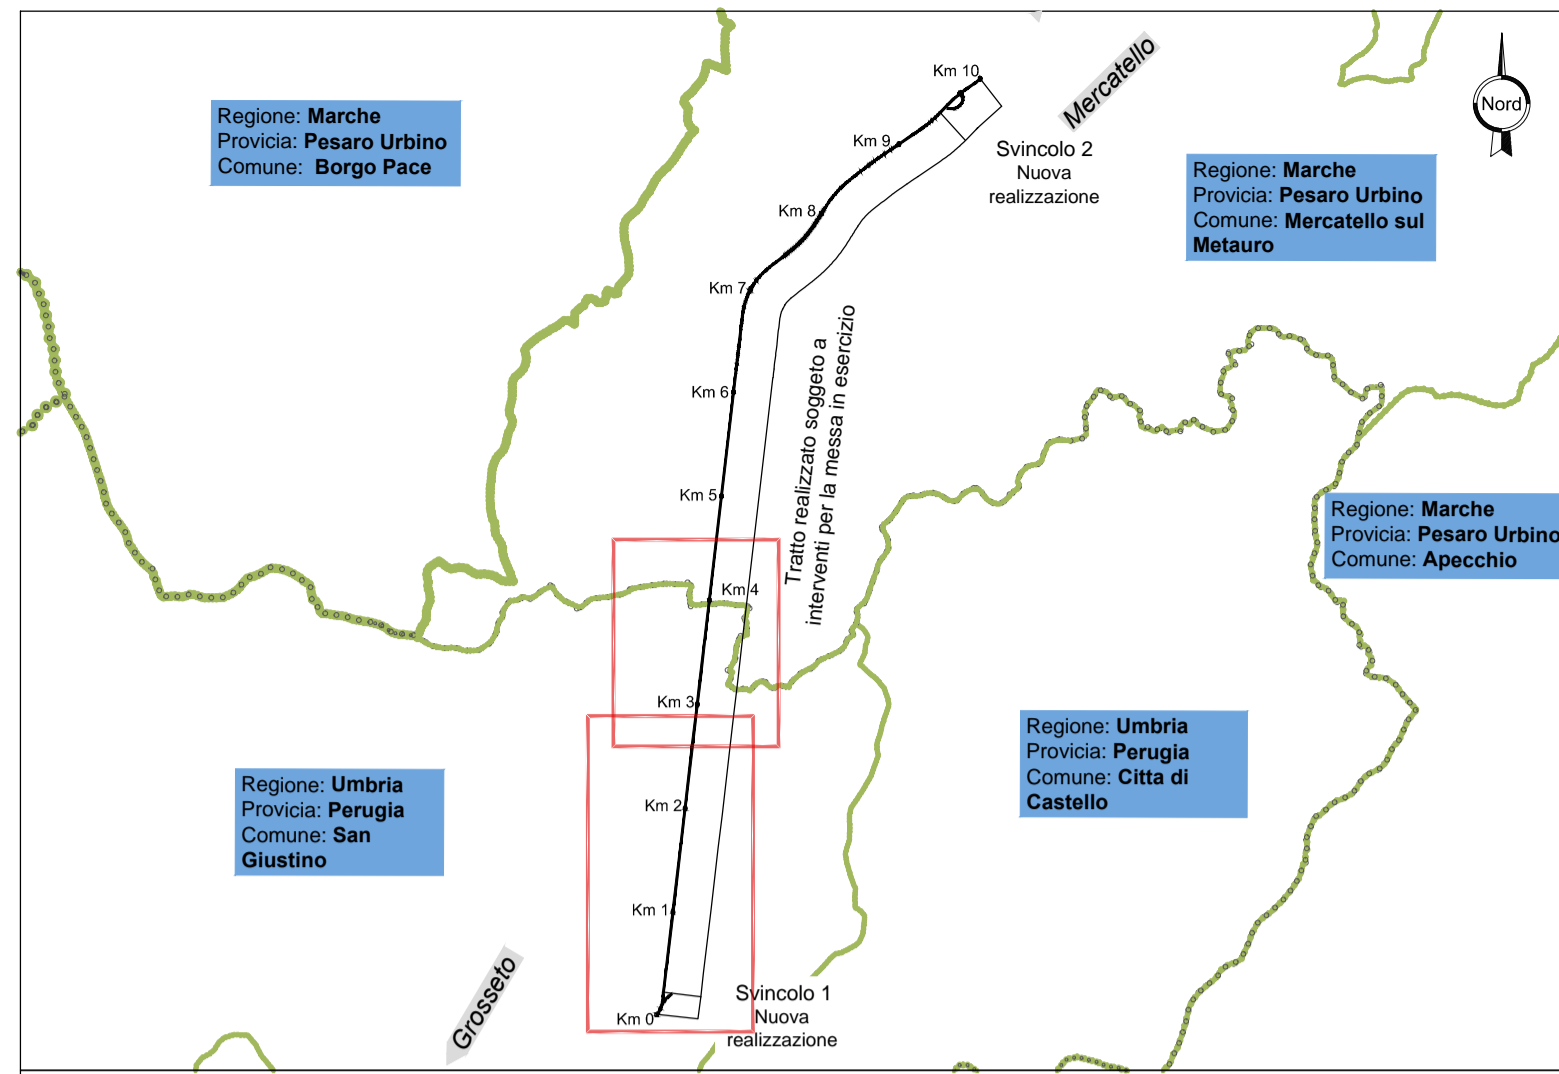 Km 10
Mercatello
Nord
Regione: Marche
Provicia: Pesaro Urbino
Comune: Borgo Pace
Km 9
Svincolo 2
Nuova
realizzazione
Regione: Marche
Provicia: Pesaro Urbino
Comune: Mercatello sul
Metauro
Km 8
Km 7
Km 6
Tratto realizzato soggeto a
interventi per la messa in esercizio
Km 5
Regione: Marche
Provicia: Pesaro Urbino
Comune: Apecchio
Km 4
Km 3
Regione: Umbria
Provicia: Perugia
Comune: Citta di
Castello
Regione: Umbria
Provicia: Perugia
Comune: San
Giustino
Km 2
Km 1
Grosseto
Svincolo 1
Nuova
realizzazione
Km 0